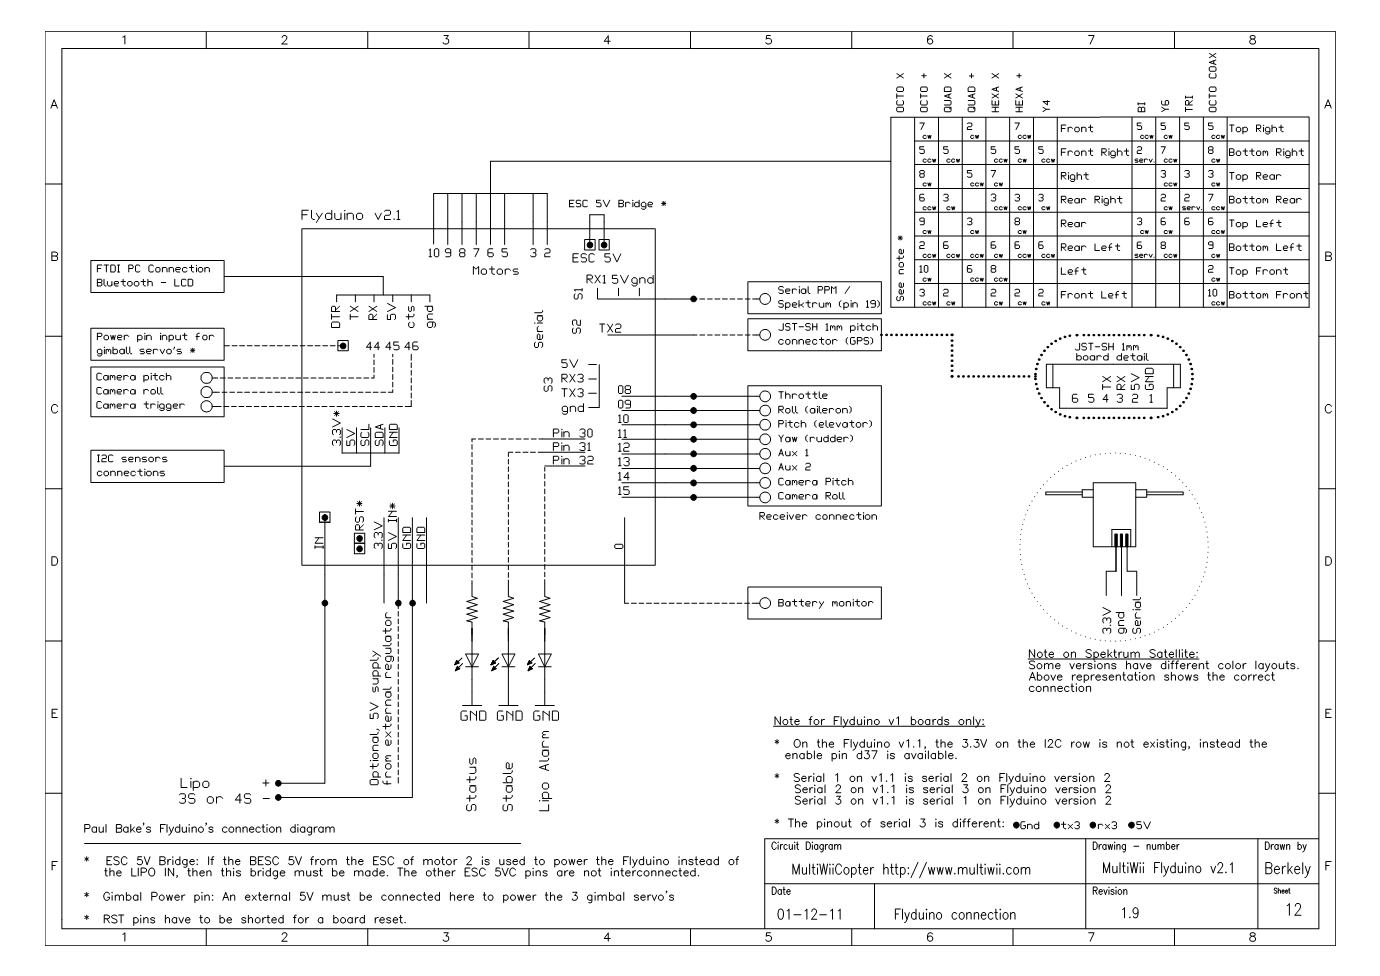 1 2 3 4 5 6 7 8
A A
B B
C C
D D
E E
F F
OCTO X
OCTO +
QUAD X
QUAD +
HEXA X
HEXA +
Y4
BI
Y6
TRI
OCTO COAX
See note *
7 cw 2 cw 7 cw Front 5 ccw 5 cw 5 5 ccw Top Right
5 ccw 5 ccw 5 ccw 5 cw 5 ccw Front Right 2 serv. 7 ccw 8 cw Bottom Right
8 cw 5 ccw 7 cw Right 3 ccw 3 3 cw Top Rear
6 ccw 3 cw 3 ccw 3 ccw 3 cw Rear Right 2 cw 2 serv. 7 ccw Bottom Rear
9 cw 3 cw 8 cw Rear 3 cw 6 cw 6 6 ccw Top Left
2 ccw 6 ccw 6 cw 6 ccw 6 ccw Rear Left 6 serv. 8 ccw 9 cw Bottom Left
10 cw 6 ccw 8 ccw Left 2 cw Top Front
3 ccw 2 cw 2 cw 2 cw 2 cw Front Left 10 ccw Bottom Front
Flyduino v2.1
10 9 8 7 6 5 3 2
Motors
ESC 5V Bridge *
ESC 5V
FTDI PC Connection
Bluetooth - LCD
DTR
TX
RX
5V
cts
gnd
Power pin input for
gimball servo's *
44 45 46
Camera pitch
Camera roll
Camera trigger
3.3V*
5V
SCL
SDA
GND
I2C sensors
connections
Serial
S1
RX1 5V gnd
S2
TX2
S3
5V
RX3
TX3
gnd
Serial PPM /
Spektrum (pin 19)
JST-SH 1mm pitch
connector (GPS)
JST-SH 1mm
board detail
TX
RX
5V
GND
6 5 4 3 2 1
08 Throttle
09 Roll (aileron)
10 Pitch (elevator)
11 Yaw (rudder)
12 Aux 1
13 Aux 2
14 Camera Pitch
15 Camera Roll
Receiver connection
Pin 30
Pin 31
Pin 32
IN
RST*
3.3V
5V IN*
GND
GND
0
Battery monitor
Optional, 5V supply
from external regulator
GND GND GND
Status
Stable
Lipo Alarm
Lipo +
3S or 4S -
3.3V
gnd
Serial
Note on Spektrum Satellite:
Some versions have different color layouts.
Above representation shows the correct
connection
Note for Flyduino v1 boards only:
* On the Flyduino v1.1, the 3.3V on the I2C row is not existing, instead the
enable pin d37 is available.
* Serial 1 on v1.1 is serial 2 on Flyduino version 2
Serial 2 on v1.1 is serial 3 on Flyduino version 2
Serial 3 on v1.1 is serial 1 on Flyduino version 2
* The pinout of serial 3 is different: ●Gnd ●tx3 ●rx3 ●5V
Paul Bake's Flyduino's connection diagram
* ESC 5V Bridge: If the BESC 5V from the ESC of motor 2 is used to power the Flyduino instead of
the LIPO IN, then this bridge must be made. The other ESC 5VC pins are not interconnected.
* Gimbal Power pin: An external 5V must be connected here to power the 3 gimbal servo's
* RST pins have to be shorted for a board reset.
Circuit Diagram
MultiWiiCopter http://www.multiwii.com
Drawing - number
MultiWii Flyduino v2.1
Drawn by
Berkely
Date
01-12-11
Flyduino connection
Revision
1.9
Sheet
12
1 2 3 4 5 6 7 8